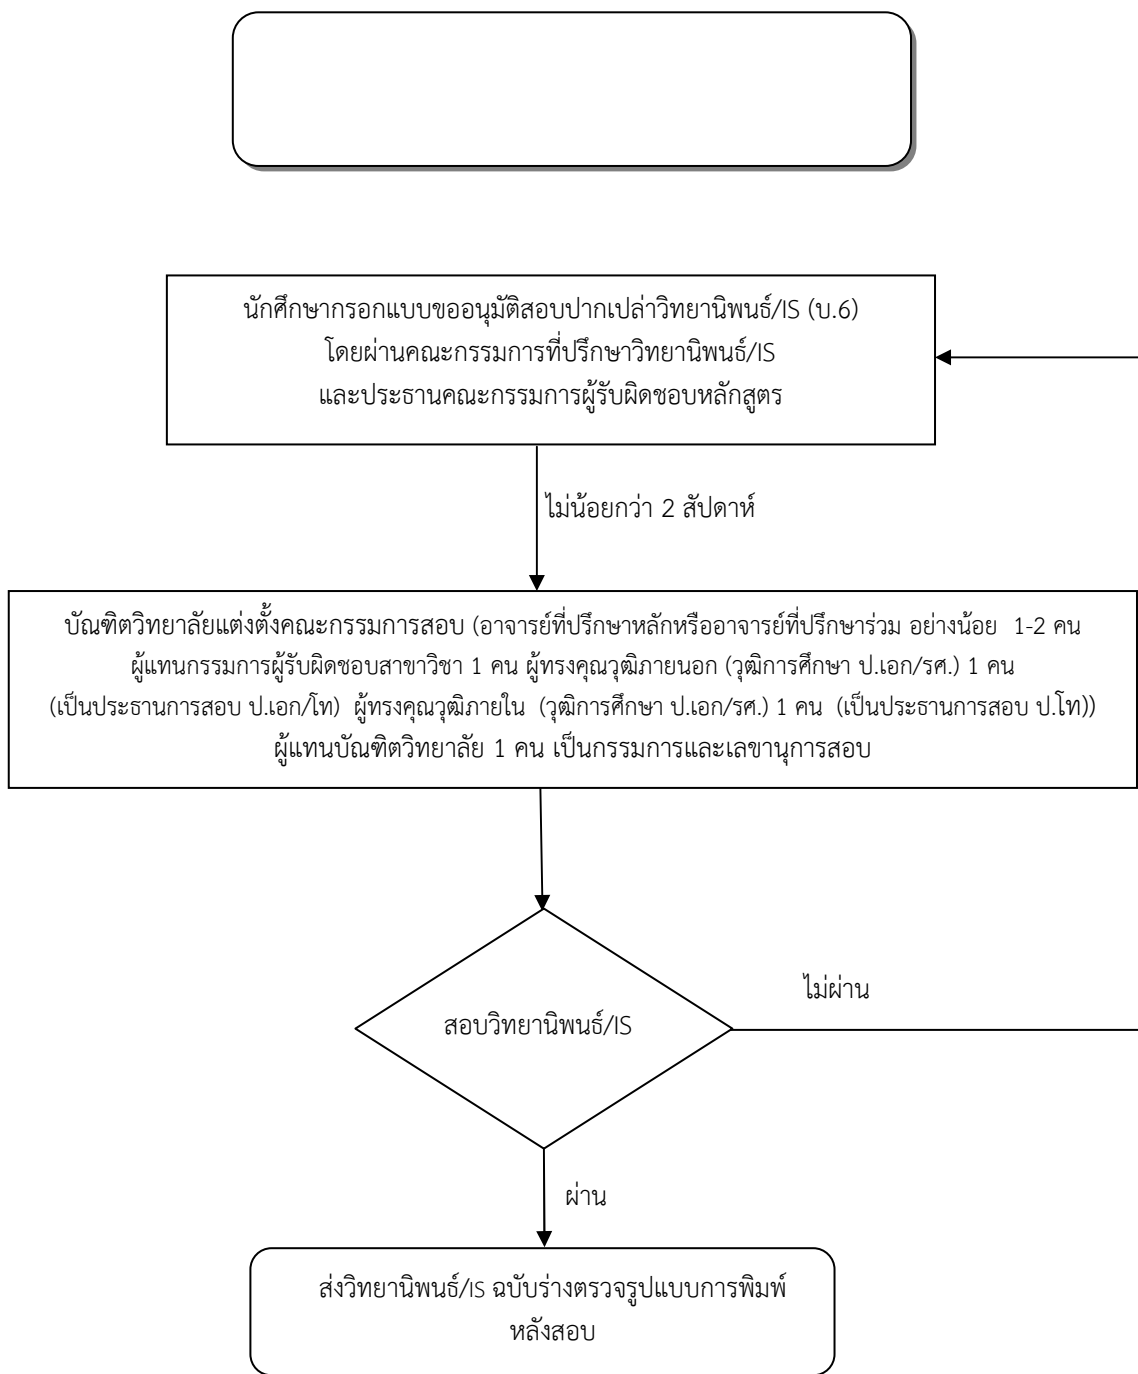 นักศึกษากรอกแบบขออนุมัติสอบปากเปล่าวิทยานิพนธ์/IS (บ.6)
โดยผ่านคณะกรรมการที่ปรึกษาวิทยานิพนธ์/IS
และประธานคณะกรรมการผู้รับผิดชอบหลักสูตร
ไม่น้อยกว่า 2 สัปดาห์
บัณฑิตวิทยาลัยแต่งตั้งคณะกรรมการสอบ (อาจารย์ที่ปรึกษาหลักหรืออาจารย์ที่ปรึกษาร่วม อย่างน้อย 1-2 คน
ผู้แทนกรรมการผู้รับผิดชอบสาขาวิชา 1 คน ผู้ทรงคุณวุฒิภายนอก (วุฒิการศึกษา ป.เอก/รศ.) 1 คน
(เป็นประธานการสอบ ป.เอก/โท) ผู้ทรงคุณวุฒิภายใน (วุฒิการศึกษา ป.เอก/รศ.) 1 คน (เป็นประธานการสอบ ป.โท))
ผู้แทนบัณฑิตวิทยาลัย 1 คน เป็นกรรมการและเลขานุการสอบ
ไม่ผ่าน
สอบวิทยานิพนธ์/IS
ผ่าน
ส่งวิทยานิพนธ์/IS ฉบับร่างตรวจรูปแบบการพิมพ์
หลังสอบ